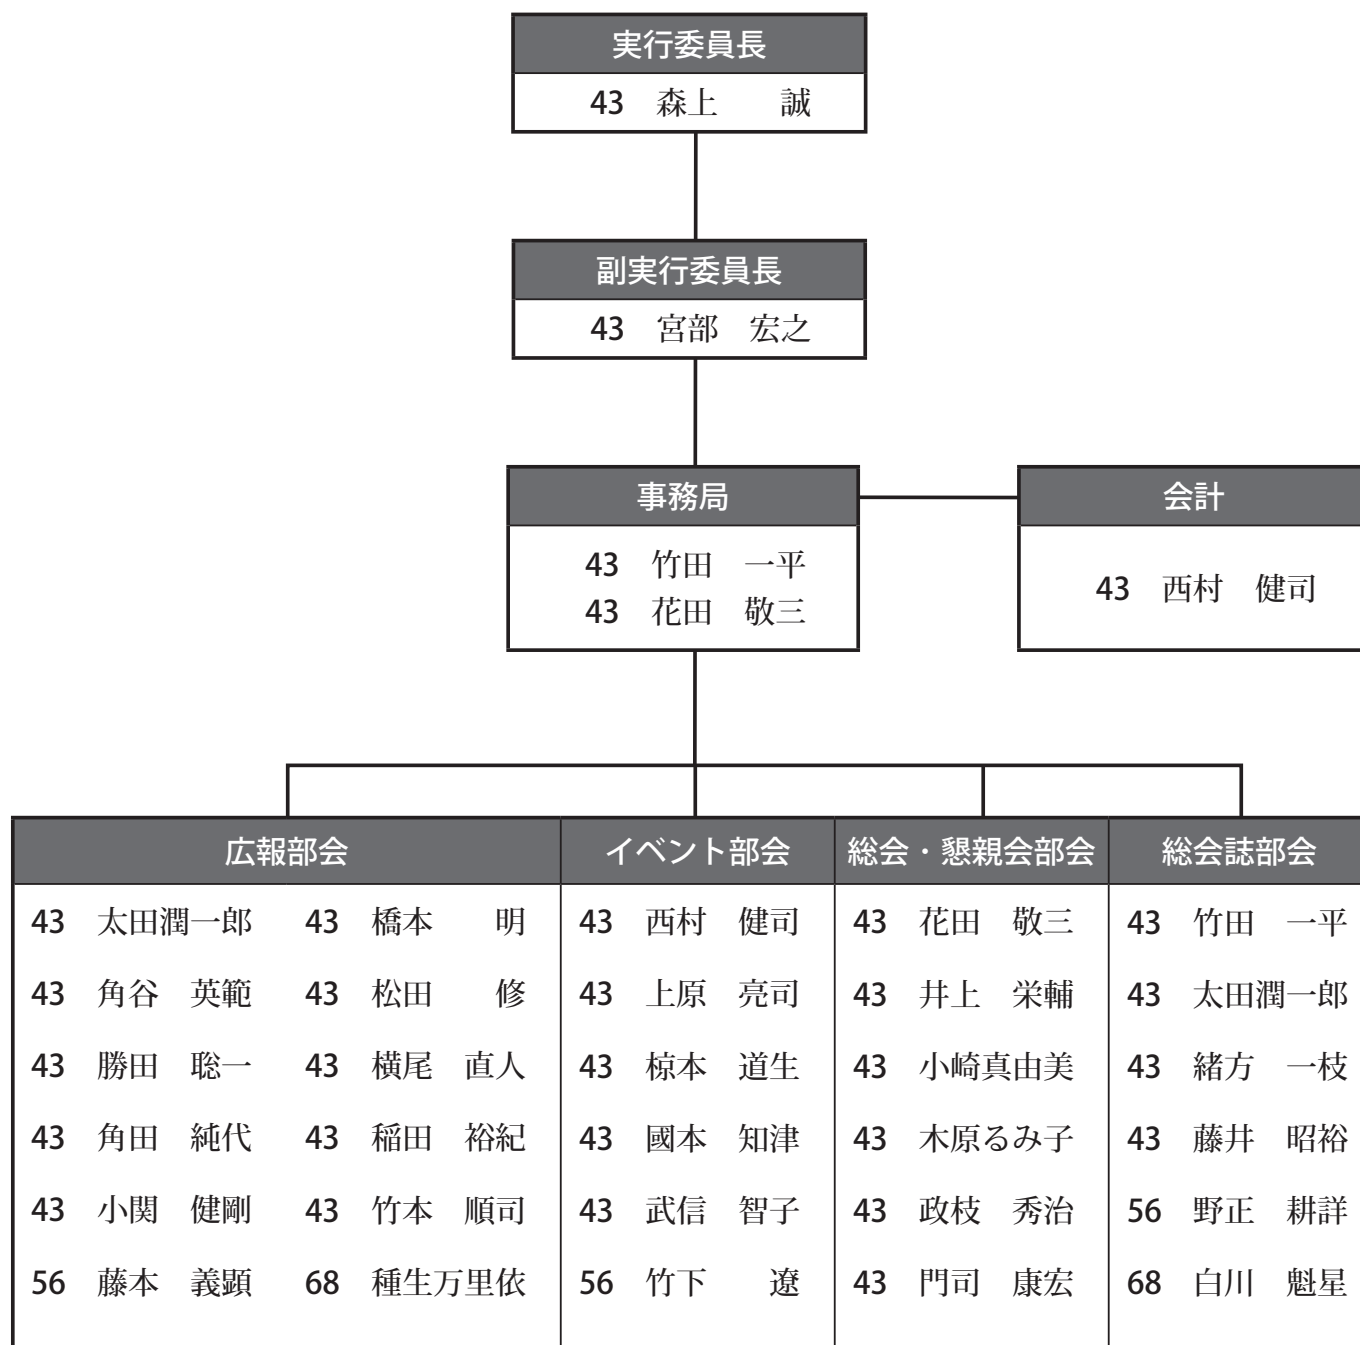 実行委員長
43　森上　　誠
副実行委員長
43　宮部　宏之
事務局
43　竹田　一平
43　花田　敬三
会計
43　西村　健司
広報部会
43　太田潤一郎　43　橋本　　明
43　角谷　英範　43　松田　　修
43　勝田　聡一　43　横尾　直人
43　角田　純代　43　稲田　裕紀
43　小関　健剛　43　竹本　順司
56　藤本　義顕　68　種生万里依
イベント部会
43　西村　健司
43　上原　亮司
43　椋本　道生
43　國本　知津
43　武信　智子
56　竹下　　遼
総会・懇親会部会
43　花田　敬三
43　井上　栄輔
43　小崎真由美
43　木原るみ子
43　政枝　秀治
43　門司　康宏
総会誌部会
43　竹田　一平
43　太田潤一郎
43　緒方　一枝
43　藤井　昭裕
56　野正　耕詳
68　白川　魁星